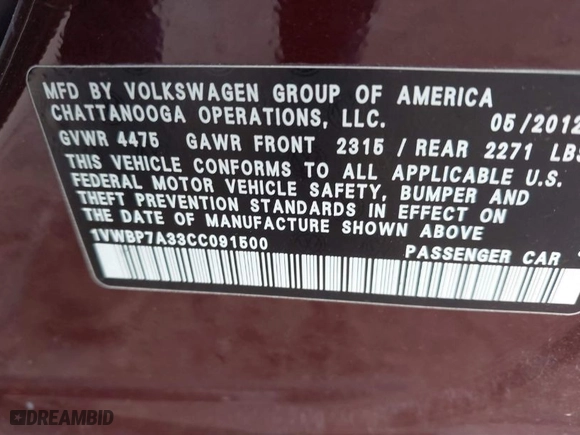 MFD BY VOLKSWAGEN GROUP OF AMERICA
CHATTANOOGA OPERATIONS, LLC. 05/2012
GVWR 4475 GAWR FRONT 2315 / REAR 2271 LBS
THIS VEHICLE CONFORMS TO ALL APPLICABLE U.S.
FEDERAL MOTOR VEHICLE SAFETY, BUMPER AND
THEFT PREVENTION STANDARDS IN EFFECT ON
THE DATE OF MANUFACTURE SHOWN ABOVE.
1VWBP7A33CC091500 PASSENGER CAR
DREAMBID